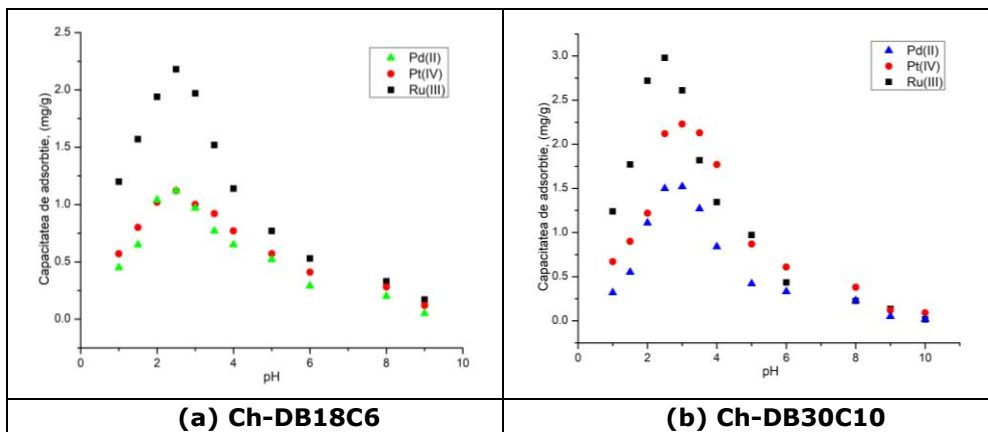 2.5
2.0
1.5
1.0
0.5
0.0
Capacitatea de adsorbtie, (mg/g)
Pd(II)
Pt(IV)
Ru(III)
0 2 4 6 8 10
pH
3.0
2.5
2.0
1.5
1.0
0.5
0.0
Capacitatea de adsorbtie, (mg/g)
Pd(II)
Pt(IV)
Ru(III)
0 2 4 6 8 10
pH
(a) Ch-DB18C6
(b) Ch-DB30C10